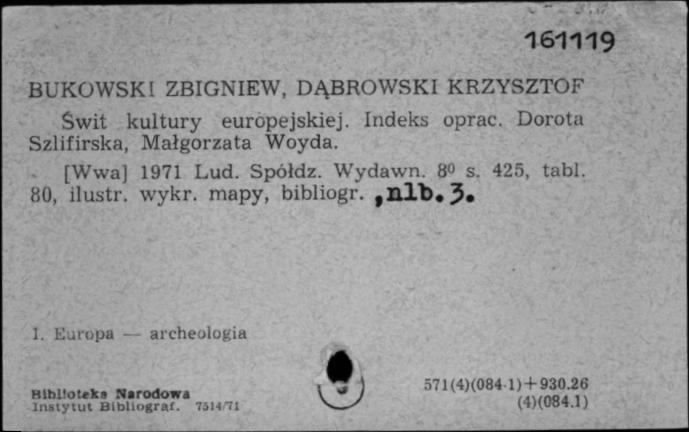 161119
BUKOWSKI ZBIGNIEW, DĄBROWSKI KRZYSZTOF
Świt kultury europejskiej. Indeks oprac. Dorota
Szlifirska, Małgorzata Woyda.
[Wwa] 1971 Lud. Spółdz. Wydawn. 8⁰ s. 425, tabl.
80, ilustr. wykr. mapy, bibliogr. , nlb. 3.
1. Europa — archeologia
Biblioteka Narodowa
Instytut Bibliograf. 7514/71
571(4)(084.1)+930.26
(4)(084.1)